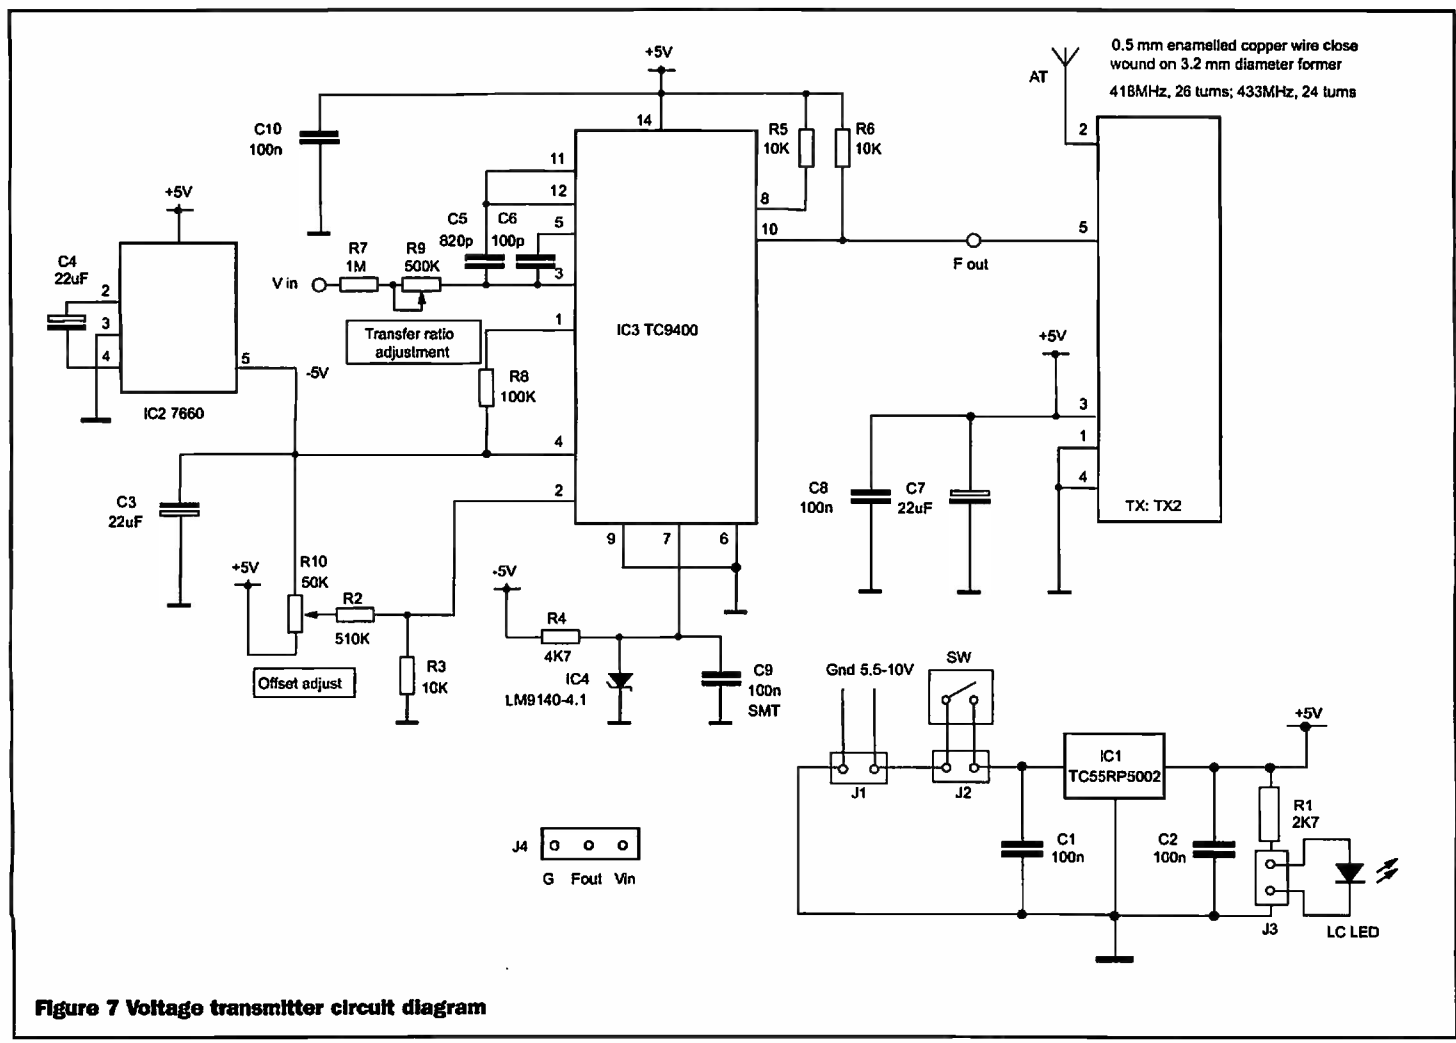 +5V
0.5 mm enamelled copper wire close
wound on 3.2 mm diameter former
418MHz, 26 turns; 433MHz, 24 turns
AT
2
C10
100n
14
R5
10K
R6
10K
11
12
5
3
8
10
5
+5V
C5
820p
C6
100p
R7
1M
R9
500K
V in
F out
C4
22uF
2
3
4
5
-5V
IC2 7660
Transfer ratio
adjustment
1
IC3 TC9400
R8
100K
4
2
+5V
3
1
4
C3
22uF
C8
100n
C7
22uF
TX: TX2
9
7
6
+5V
R10
50K
R2
510K
R3
10K
Offset adjust
-5V
R4
4K7
IC4
LM9140-4.1
C9
100n
SMT
Gnd 5.5-10V
SW
J1
J2
IC1
TC55RP5002
+5V
C1
100n
C2
100n
R1
2K7
J3
LC LED
J4
G Fout Vin
Figure 7 Voltage transmitter circuit diagram